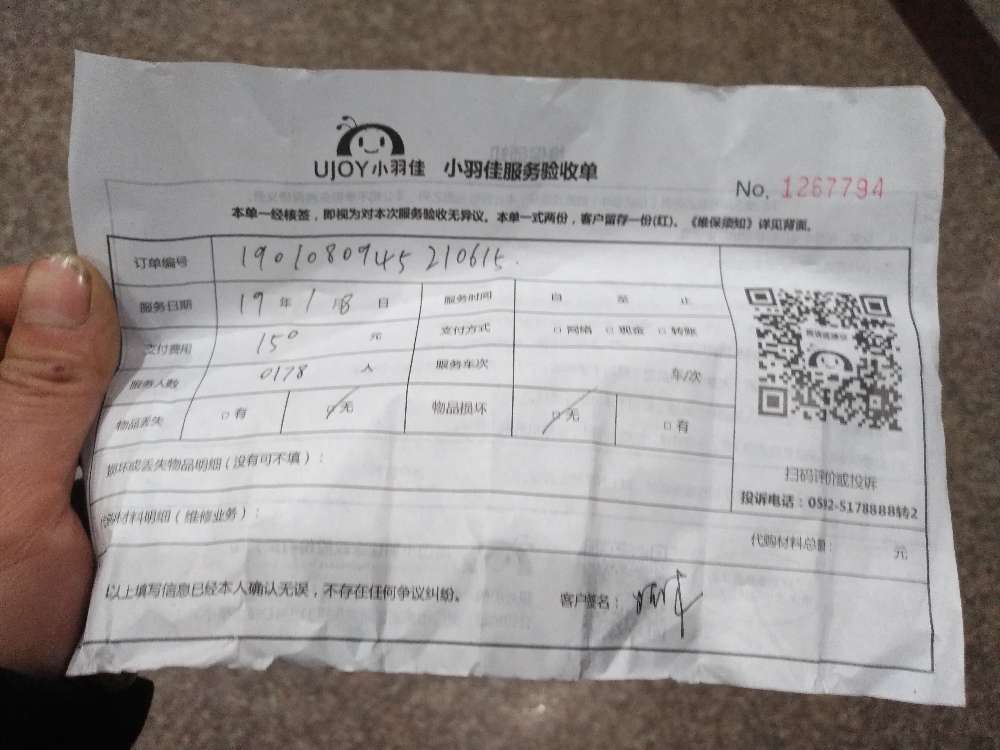 UJOY小羽佳 小羽佳服务验收单
No. 1267794
本单一经核签，即视为对本次服务验收无异议。本单一式两份，客户留存一份(红)。《维保须知》详见背面。
订单编号 1901080945210615
服务日期 19 年 1 月 8 日 服务时间 自 至 止
支付费用 150 元 支付方式 □ 网络 □ 现金 □ 转账
服务人数 0178 人 服务车次 车/次
物品丢失 □ 有 □ 无 物品损坏 □ 无 □ 有
损坏或丢失物品明细（没有可不填）：
扫码评价或投诉
投诉电话：0592-5178888转2
代购材料明细（维修业务）：
代购材料总额： 元
以上填写信息已经本人确认无误，不存在任何争议纠纷。 客户签名：